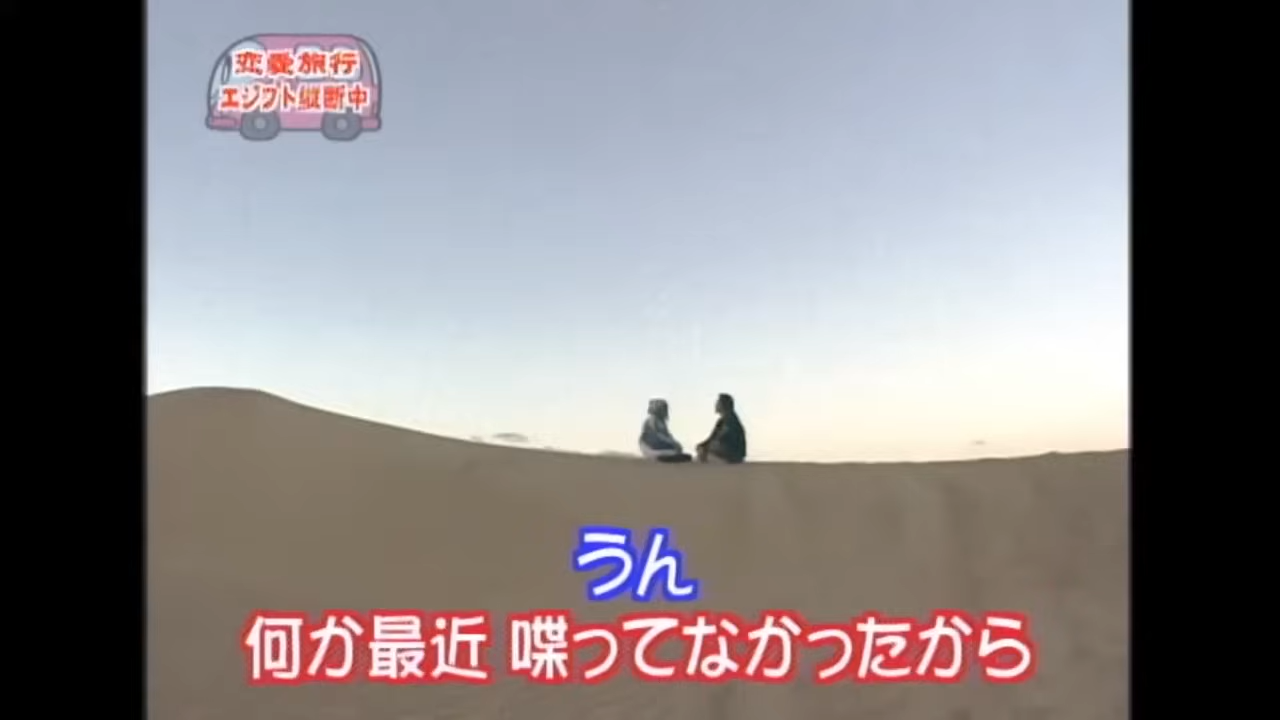 恋愛旅行
エジプト縦断中
うん
何か最近 喋ってなかったから